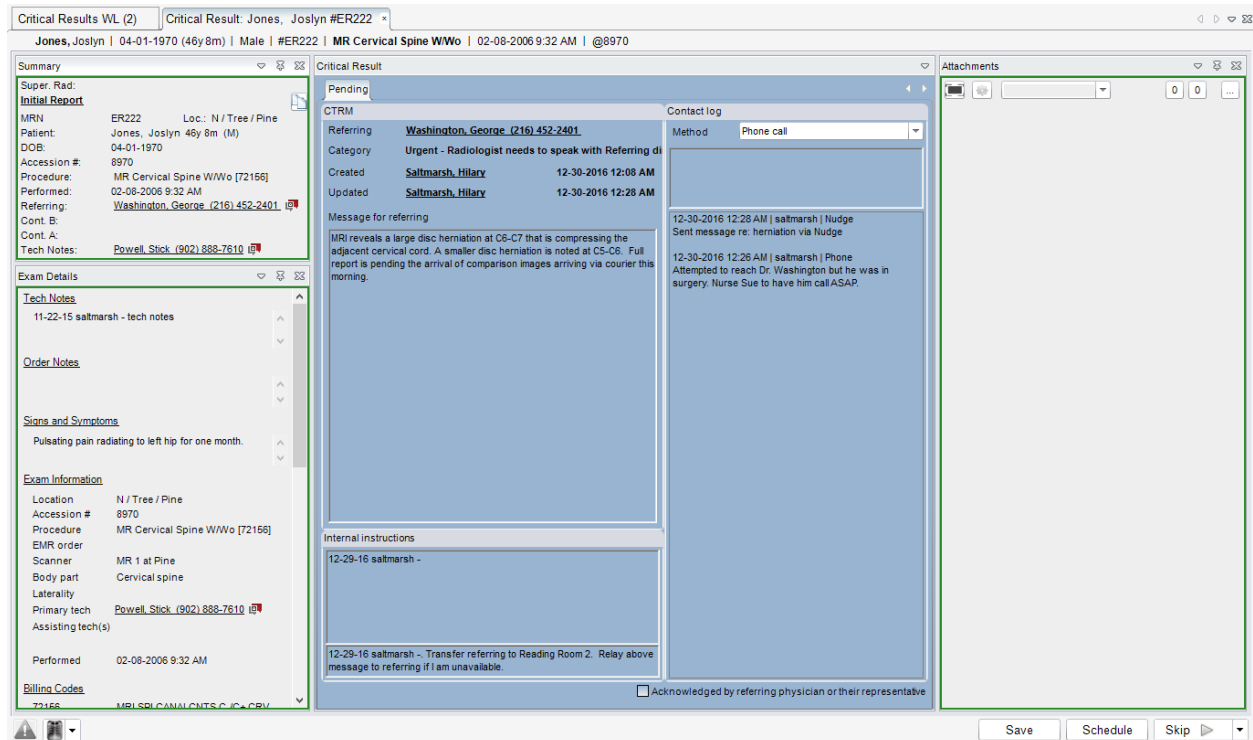 Critical Results WL (2)
Critical Result: Jones, Joslyn #ER222 ×
Jones, Joslyn | 04-01-1970 (46y 8m) | Male | #ER222 | MR Cervical Spine W/Wo | 02-08-2006 9:32 AM | @8970
Summary
Super. Rad:
Initial Report
MRN ER222 Loc.: N / Tree / Pine
Patient: Jones, Joslyn 46y 8m (M)
DOB: 04-01-1970
Accession #: 8970
Procedure: MR Cervical Spine W/Wo [72156]
Performed: 02-08-2006 9:32 AM
Referring: Washington, George (216) 452-2401
Cont. B:
Cont. A:
Tech Notes: Powell, Stick (902) 888-7610
Exam Details
Tech Notes
11-22-15 saltmarsh - tech notes
Order Notes
Signs and Symptoms
Pulsating pain radiating to left hip for one month.
Exam Information
Location N / Tree / Pine
Accession # 8970
Procedure MR Cervical Spine W/Wo [72156]
EMR order
Scanner MR 1 at Pine
Body part Cervical spine
Laterality
Primary tech Powell, Stick (902) 888-7610
Assisting tech(s)
Performed 02-08-2006 9:32 AM
Billing Codes
72156 MRI SPI CANAL CNTS C-/C+ CRV
Critical Result
Pending
CTRM
Referring Washington, George (216) 452-2401
Category Urgent - Radiologist needs to speak with Referring di
Created Saltmarsh, Hilary 12-30-2016 12:08 AM
Updated Saltmarsh, Hilary 12-30-2016 12:28 AM
Message for referring
MRI reveals a large disc herniation at C6-C7 that is compressing the
adjacent cervical cord. A smaller disc herniation is noted at C5-C6. Full
report is pending the arrival of comparison images arriving via courier this
morning.
Internal instructions
12-29-16 saltmarsh -
12-29-16 saltmarsh -. Transfer referring to Reading Room 2. Relay above
message to referring if I am unavailable.
Contact log
Method Phone call
12-30-2016 12:28 AM | saltmarsh | Nudge
Sent message re: herniation via Nudge
12-30-2016 12:26 AM | saltmarsh | Phone
Attempted to reach Dr. Washington but he was in
surgery. Nurse Sue to have him call ASAP.
Acknowledged by referring physician or their representative
Attachments
0 0 ...
Save Schedule Skip